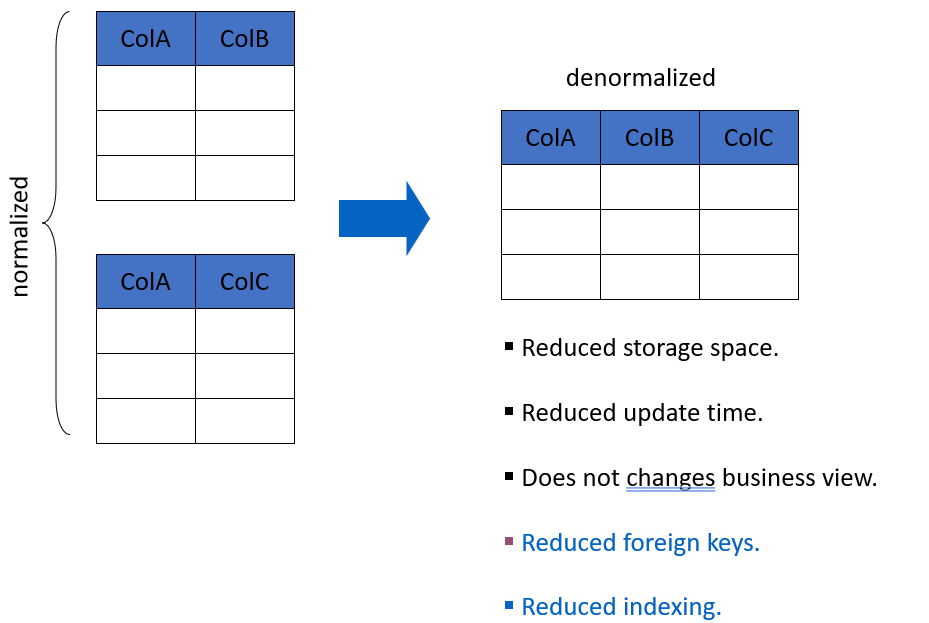 normalized
ColA ColB
ColA ColC
denormalized
ColA ColB ColC
Reduced storage space.
Reduced update time.
Does not changes business view.
Reduced foreign keys.
Reduced indexing.